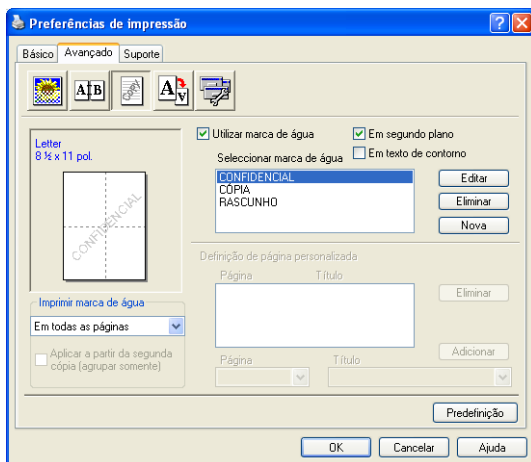 Preferências de impressão
Básico Avançado Suporte
A B
COPY
A A
Letter
8 ½ x 11 pol.
CONFIDENCIAL
Imprimir marca de água
Em todas as páginas
Aplicar a partir da segunda
cópia (agrupar somente)
Utilizar marca de água
Em segundo plano
Seleccionar marca de água
Em texto de contorno
CONFIDENCIAL
CÓPIA
RASCUNHO
Editar
Eliminar
Nova
Definição de página personalizada
Página Título
Eliminar
Adicionar
Página Título
Predefinição
OK Cancelar Ajuda